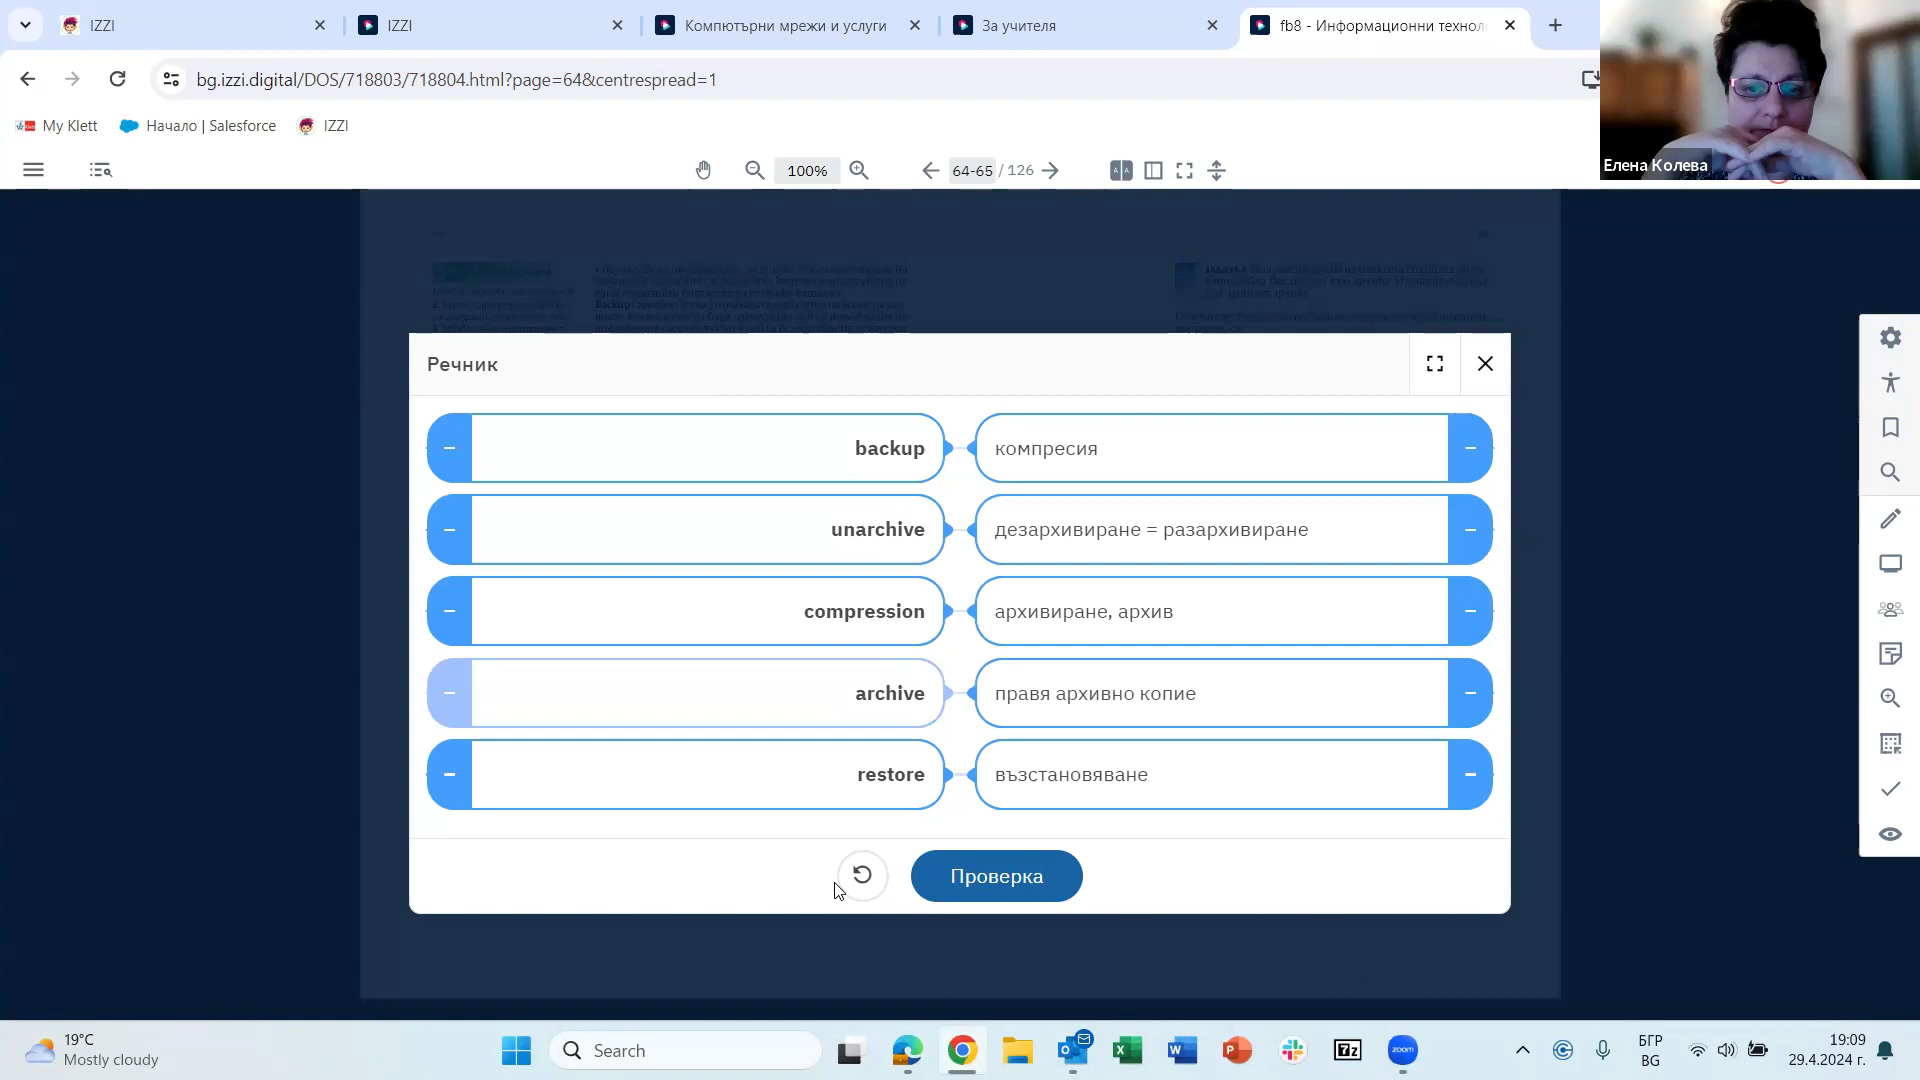 IZZI
IZZI
Компютърни мрежи и услуги
За учителя
fb8 - Информационни технол
bg.izzi.digital/DOS/718803/718804.html?page=64&centrespread=1
My Klett
Начало | Salesforce
IZZI
Елена Колева
100%
64-65 / 126
Речник
backup
компресия
unarchive
дезархивиране = разархивиране
compression
архивиране, архив
archive
правя архивно копие
restore
възстановяване
Проверка
19°C
Mostly cloudy
Search
zoom
БГР
BG
19:09
29.4.2024 г.